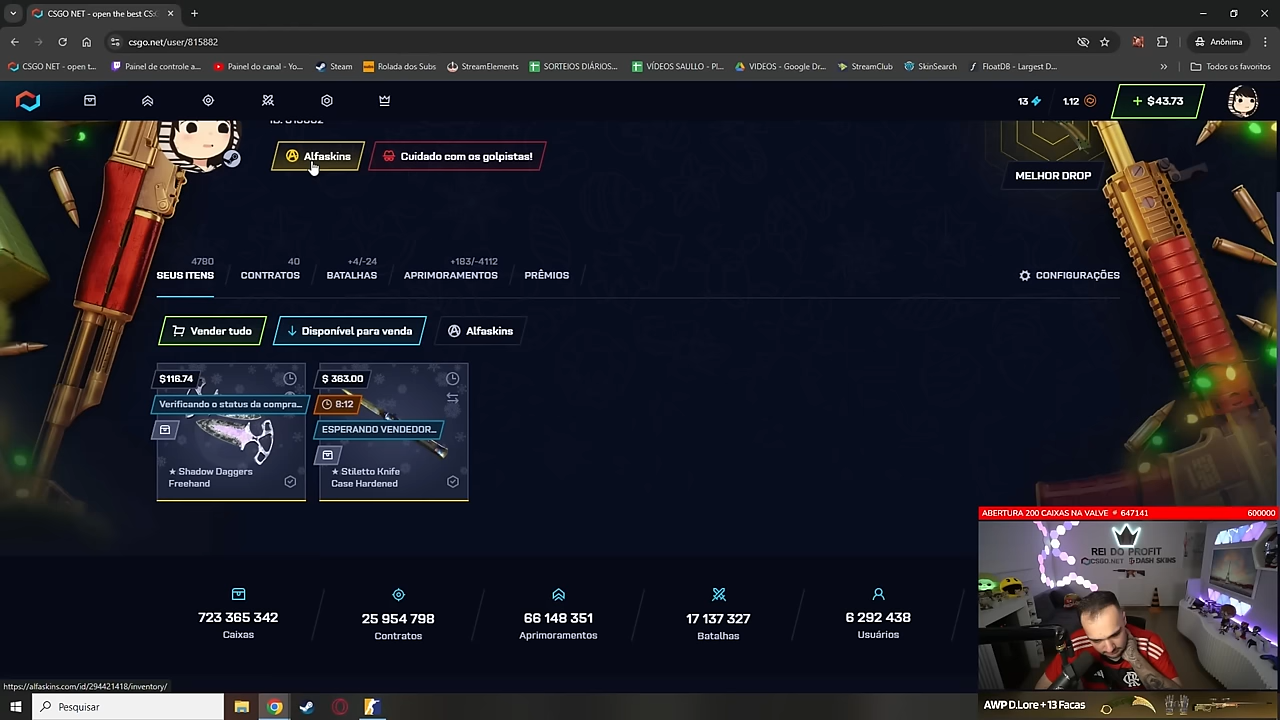 CSGO NET - open the best CS:
csgo.net/user/815882
Anônima
CSGO NET - open t...
Painel de controle a...
Painel do canal - Yo...
Steam
Rolada dos Subs
StreamElements
SORTEIOS DIÁRIOS...
VÍDEOS SAULLO - Pl...
VIDEOS - Google Dr...
StreamClub
SkinSearch
FloatDB - Largest D...
Todos os favoritos
13
1.12
+ $43.73
Alfaskins
Cuidado com os golpistas!
MELHOR DROP
4780
SEUS ITENS
40
CONTRATOS
+4/-24
BATALHAS
+183/-4112
APRIMORAMENTOS
PRÊMIOS
CONFIGURAÇÕES
Vender tudo
Disponível para venda
Alfaskins
$116.74
Verificando o status da compra...
★ Shadow Daggers
Freehand
$ 363.00
8:12
ESPERANDO VENDEDOR...
★ Stiletto Knife
Case Hardened
723 365 342
Caixas
25 954 798
Contratos
66 148 351
Aprimoramentos
17 137 327
Batalhas
6 292 438
Usuários
ABERTURA 200 CAIXAS NA VALVE # 647141
600000
REI DO PROFIT
CSGO.NET
DASH SKINS
https://alfaskins.com/id/294421418/inventory/
Pesquisar
AWP D.Lore + 13 Facas